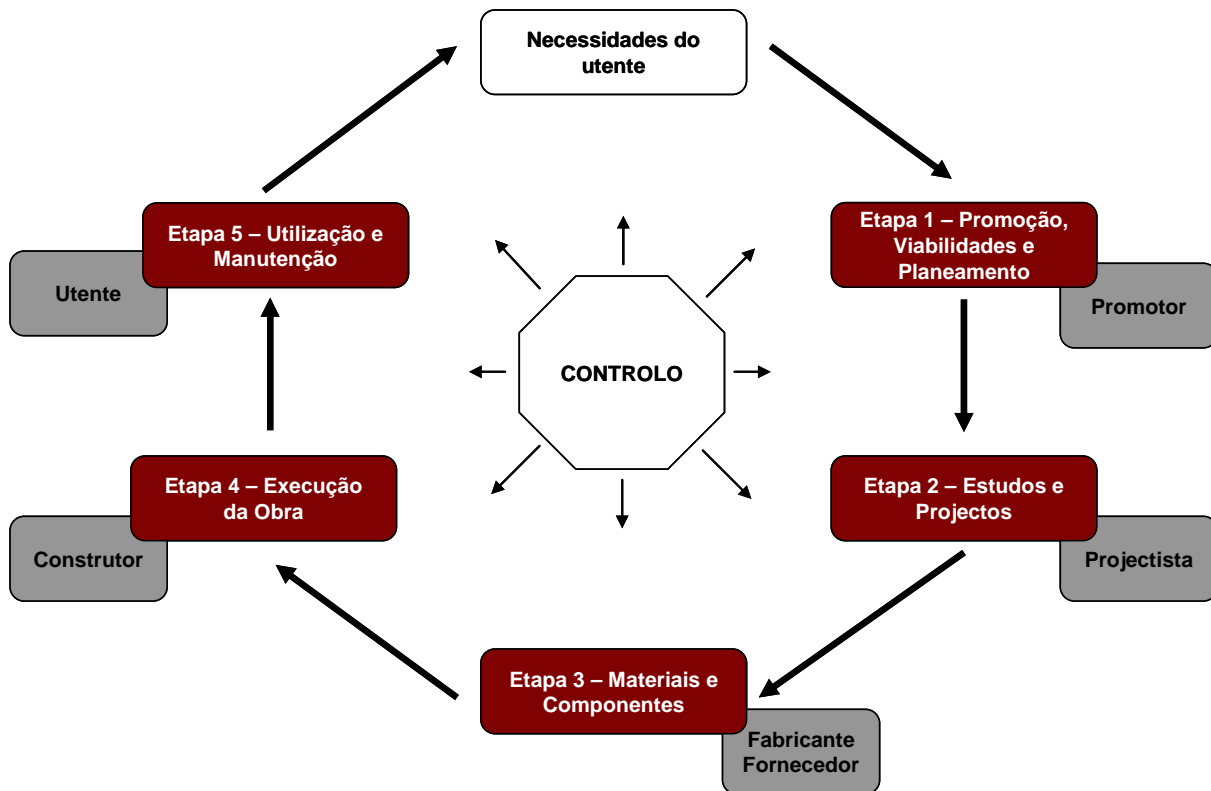 Necessidades do
utente
Etapa 1 – Promoção,
Viabilidades e
Planeamento
Promotor
Etapa 2 – Estudos e
Projectos
Projectista
Etapa 3 – Materiais e
Componentes
Fabricante
Fornecedor
Etapa 4 – Execução
da Obra
Construtor
Etapa 5 – Utilização e
Manutenção
Utente
CONTROLO